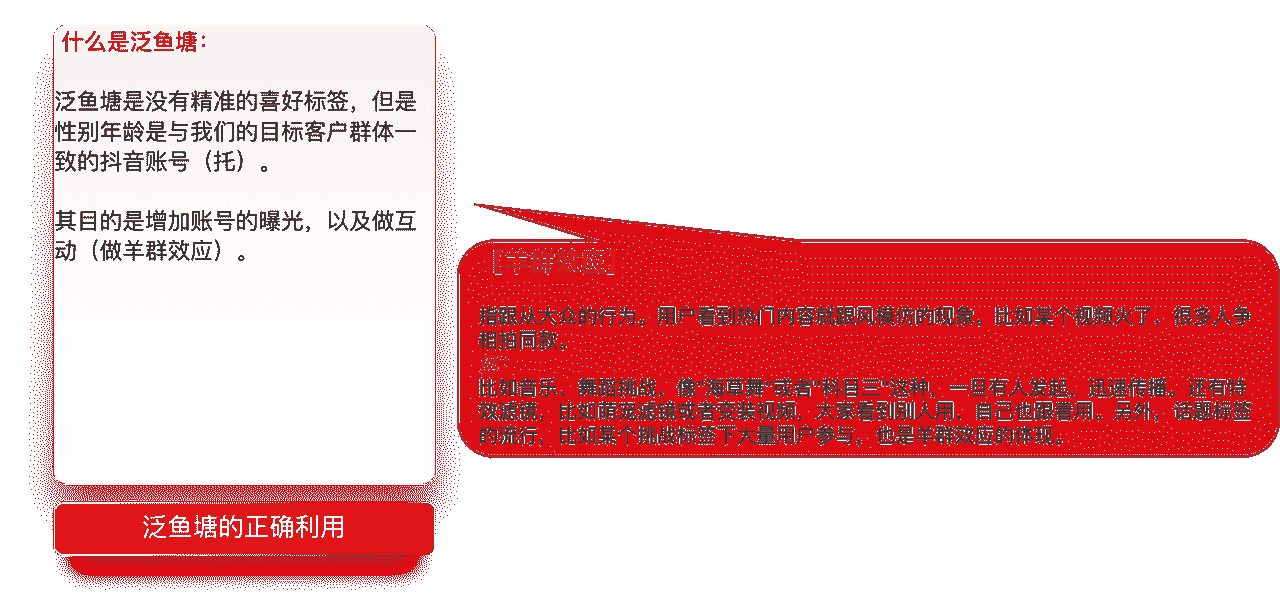 什么是泛鱼塘：
泛鱼塘是没有精准的喜好标签，但是
性别年龄是与我们的目标客户群体一
致的抖音账号（托）。
其目的是增加账号的曝光，以及做互
动（做羊群效应）。
泛鱼塘的正确利用
[羊群效应]
指跟从大众的行为。用户看到热门内容就跟风模仿的现象，比如某个视频火了，很多人争
相拍同款。
比如音乐、舞蹈挑战，像"海草舞"或者"科目三"这种，一旦有人发起，迅速传播。还有特
效滤镜，比如萌宠滤镜或者变装视频，大家看到别人用，自己也跟着用。另外，话题标签
的流行，比如某个挑战标签下大量用户参与，也是羊群效应的体现。